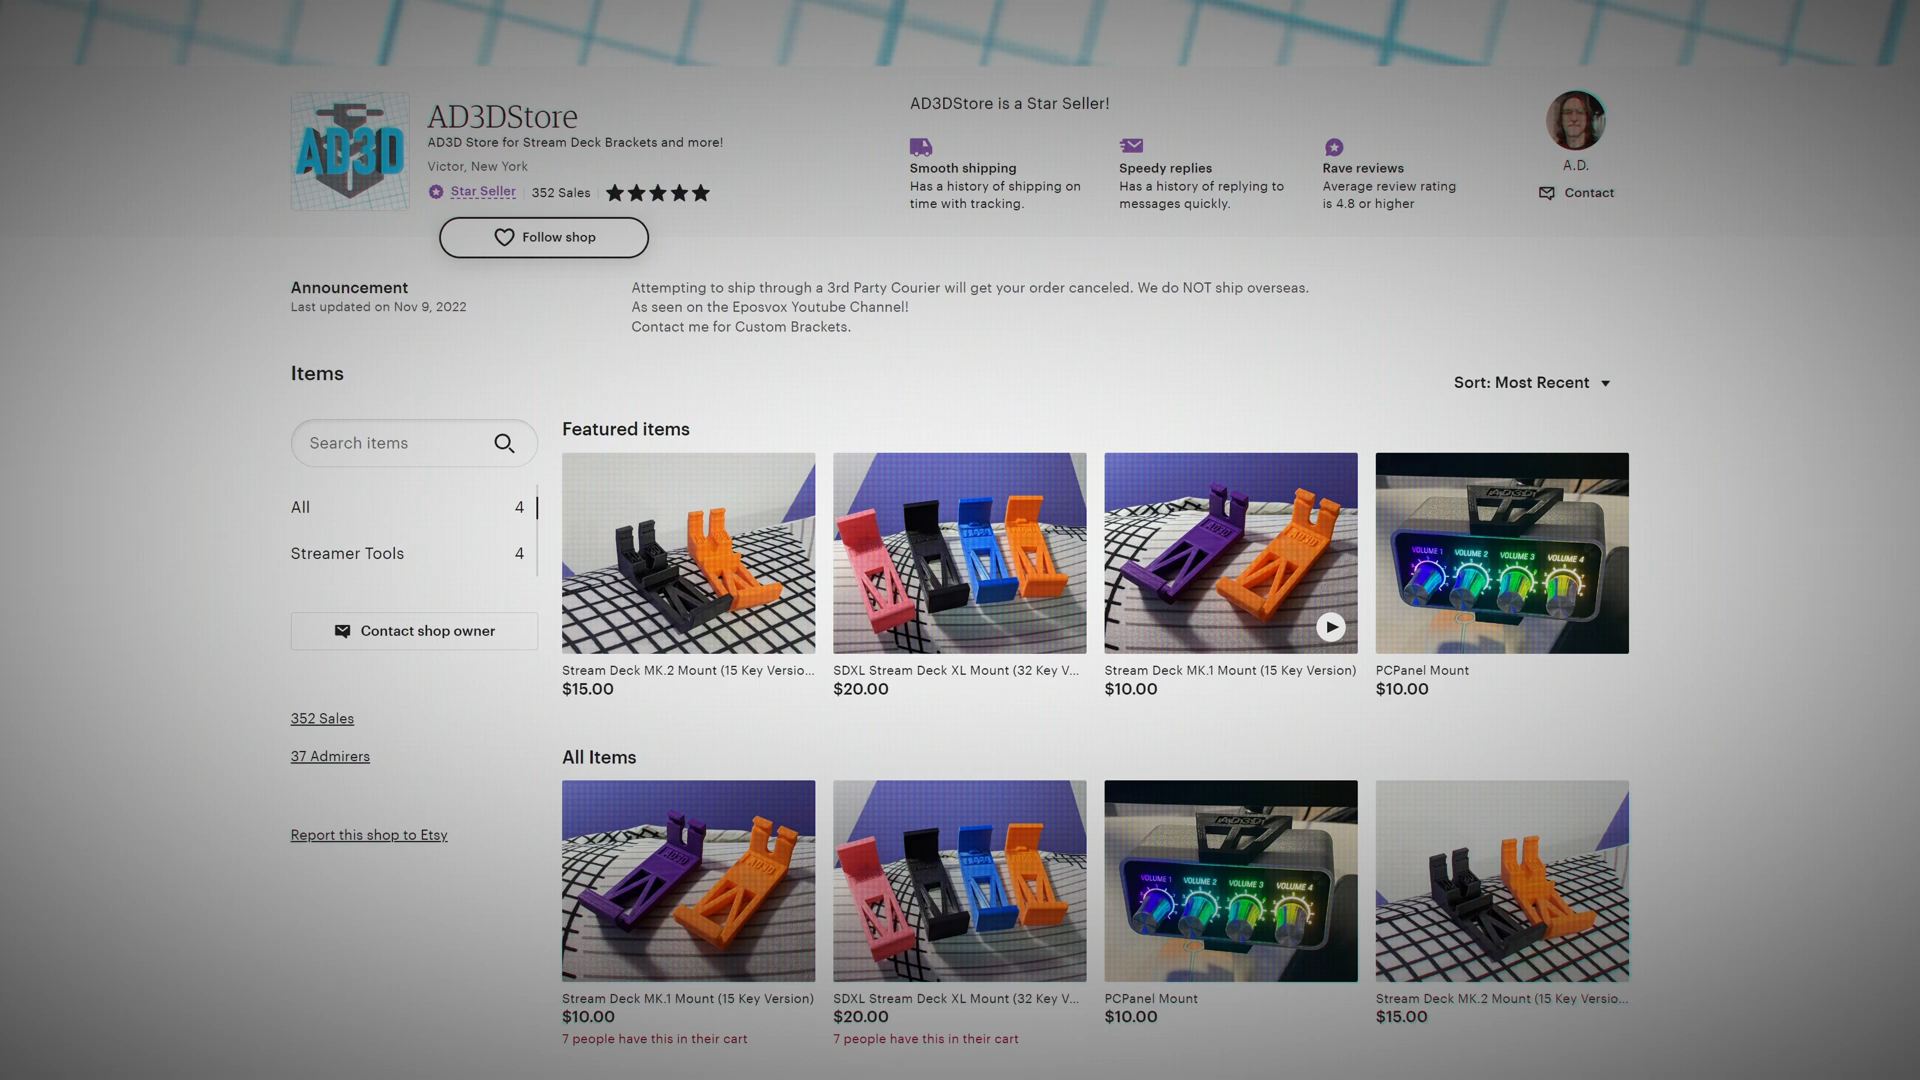 AD3D
AD3DStore
AD3D Store for Stream Deck Brackets and more!
Victor, New York
Star Seller
352 Sales
Follow shop
AD3DStore is a Star Seller!
Smooth shipping
Has a history of shipping on
time with tracking.
Speedy replies
Has a history of replying to
messages quickly.
Rave reviews
Average review rating
is 4.8 or higher
A.D.
Contact
Announcement
Last updated on Nov 9, 2022
Attempting to ship through a 3rd Party Courier will get your order canceled. We do NOT ship overseas.
As seen on the Eposvox Youtube Channel!
Contact me for Custom Brackets.
Items
Sort: Most Recent
Search items
All 4
Streamer Tools 4
Contact shop owner
352 Sales
37 Admirers
Report this shop to Etsy
Featured items
AD3D
AD3D
AD3D
VOLUME 1 VOLUME 2 VOLUME 3 VOLUME 4
Stream Deck MK.2 Mount (15 Key Versio...
$15.00
SDXL Stream Deck XL Mount (32 Key V...
$20.00
Stream Deck MK.1 Mount (15 Key Version)
$10.00
PCPanel Mount
$10.00
All Items
AD3D
AD3D
AD3D
VOLUME 1 VOLUME 2 VOLUME 3 VOLUME 4
Stream Deck MK.1 Mount (15 Key Version)
$10.00
7 people have this in their cart
SDXL Stream Deck XL Mount (32 Key V...
$20.00
7 people have this in their cart
PCPanel Mount
$10.00
Stream Deck MK.2 Mount (15 Key Versio...
$15.00